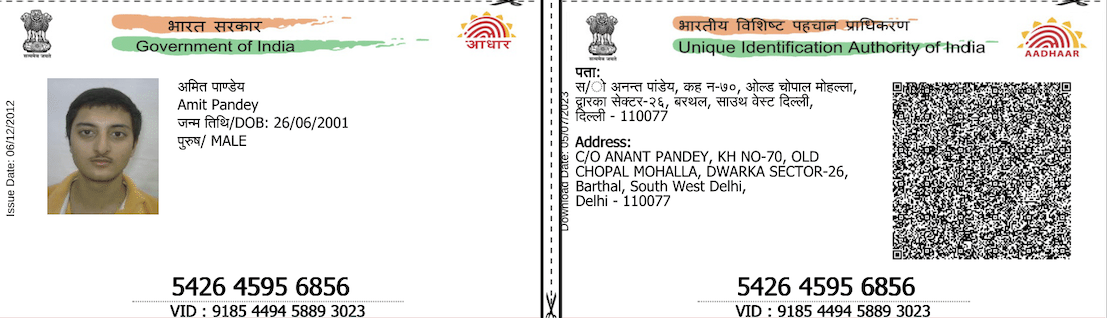 भारत सरकार
Government of India
सत्यमेव जयते
आधार
Issue Date: 06/12/2012
अमित पाण्डेय
Amit Pandey
जन्म तिथि/DOB: 26/06/2001
पुरुष/ MALE
5426 4595 6856
VID : 9185 4494 5889 3023
भारतीय विशिष्ट पहचान प्राधिकरण
Unique Identification Authority of India
सत्यमेव जयते
AADHAAR
Download Date: 05/07/2023
पता:
स/ो अनन्त पांडेय, कह न-७०, ओल्ड चोपाल मोहल्ला,
द्वारका सेक्टर-२६, बरथल, साउथ वेस्ट दिल्ली,
दिल्ली - 110077
Address:
C/O ANANT PANDEY, KH NO-70, OLD
CHOPAL MOHALLA, DWARKA SECTOR-26,
Barthal, South West Delhi,
Delhi - 110077
5426 4595 6856
VID : 9185 4494 5889 3023